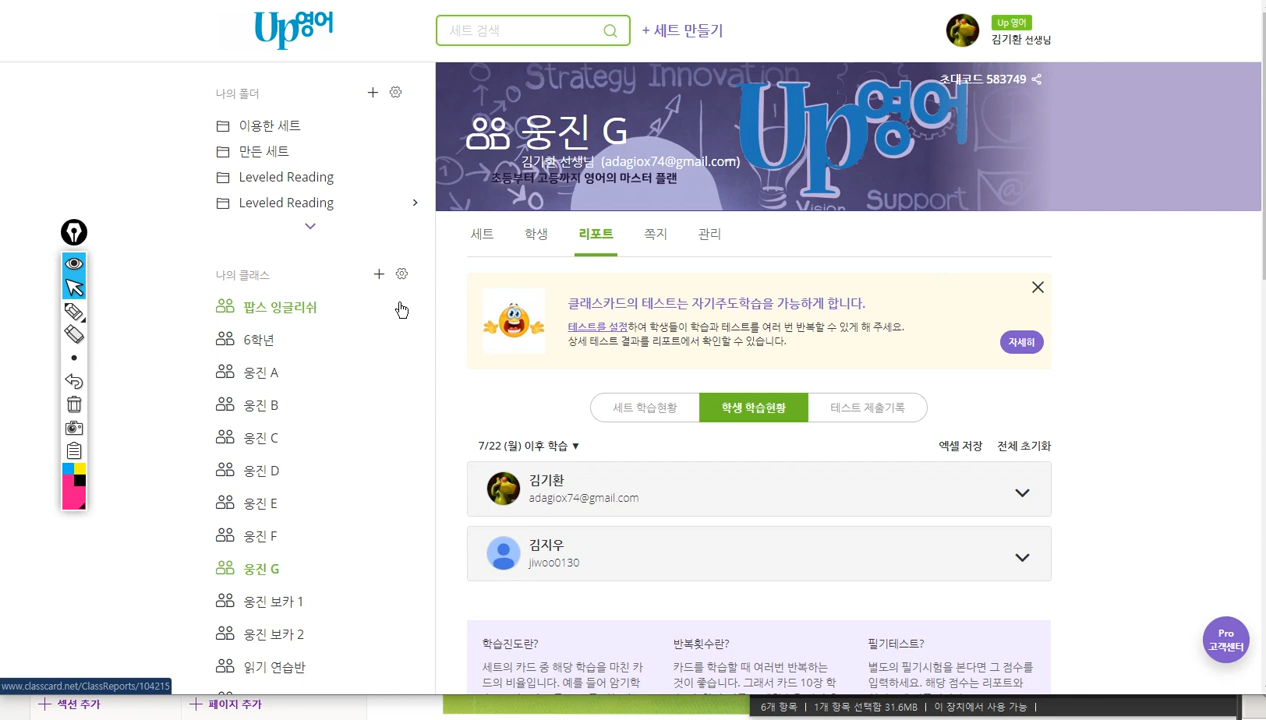 Up영어
세트 검색
+ 세트 만들기
Up 영어
김기환 선생님
나의 폴더
이용한 세트
만든 세트
Leveled Reading
Leveled Reading
나의 클래스
팝스 잉글리쉬
6학년
웅진 A
웅진 B
웅진 C
웅진 D
웅진 E
웅진 F
웅진 G
웅진 보카 1
웅진 보카 2
읽기 연습반
Strategy Innovation
초대코드 583749
Up영어
웅진 G
김기환 선생님 (adagiox74@gmail.com)
초등부터 고등까지 영어의 마스터 플랜
Vision
Support
세트 학생 리포트 쪽지 관리
클래스카드의 테스트는 자기주도학습을 가능하게 합니다.
테스트를 설정하여 학생들이 학습과 테스트를 여러 번 반복할 수 있게 해 주세요.
상세 테스트 결과를 리포트에서 확인할 수 있습니다.
자세히
세트 학습현황 학생 학습현황 테스트 제출기록
7/22 (월) 이후 학습 ▼
엑셀 저장 전체 초기화
김기환
adagiox74@gmail.com
김지우
jiwoo0130
학습진도란?
세트의 카드 중 해당 학습을 마친 카
드의 비율입니다. 예를 들어 암기학
반복횟수란?
카드를 학습할 때 여러번 반복하는
것이 좋습니다. 그래서 카드 10장 학
필기테스트?
별도의 필기시험을 본다면 그 점수를
입력하세요. 해당 점수는 리포트와
Pro
고객센터
www.classcard.net/ClassReports/104215
섹션 추가
페이지 추가
6개 항목 | 1개 항목 선택함 31.6MB | 이 장치에서 사용 가능 |